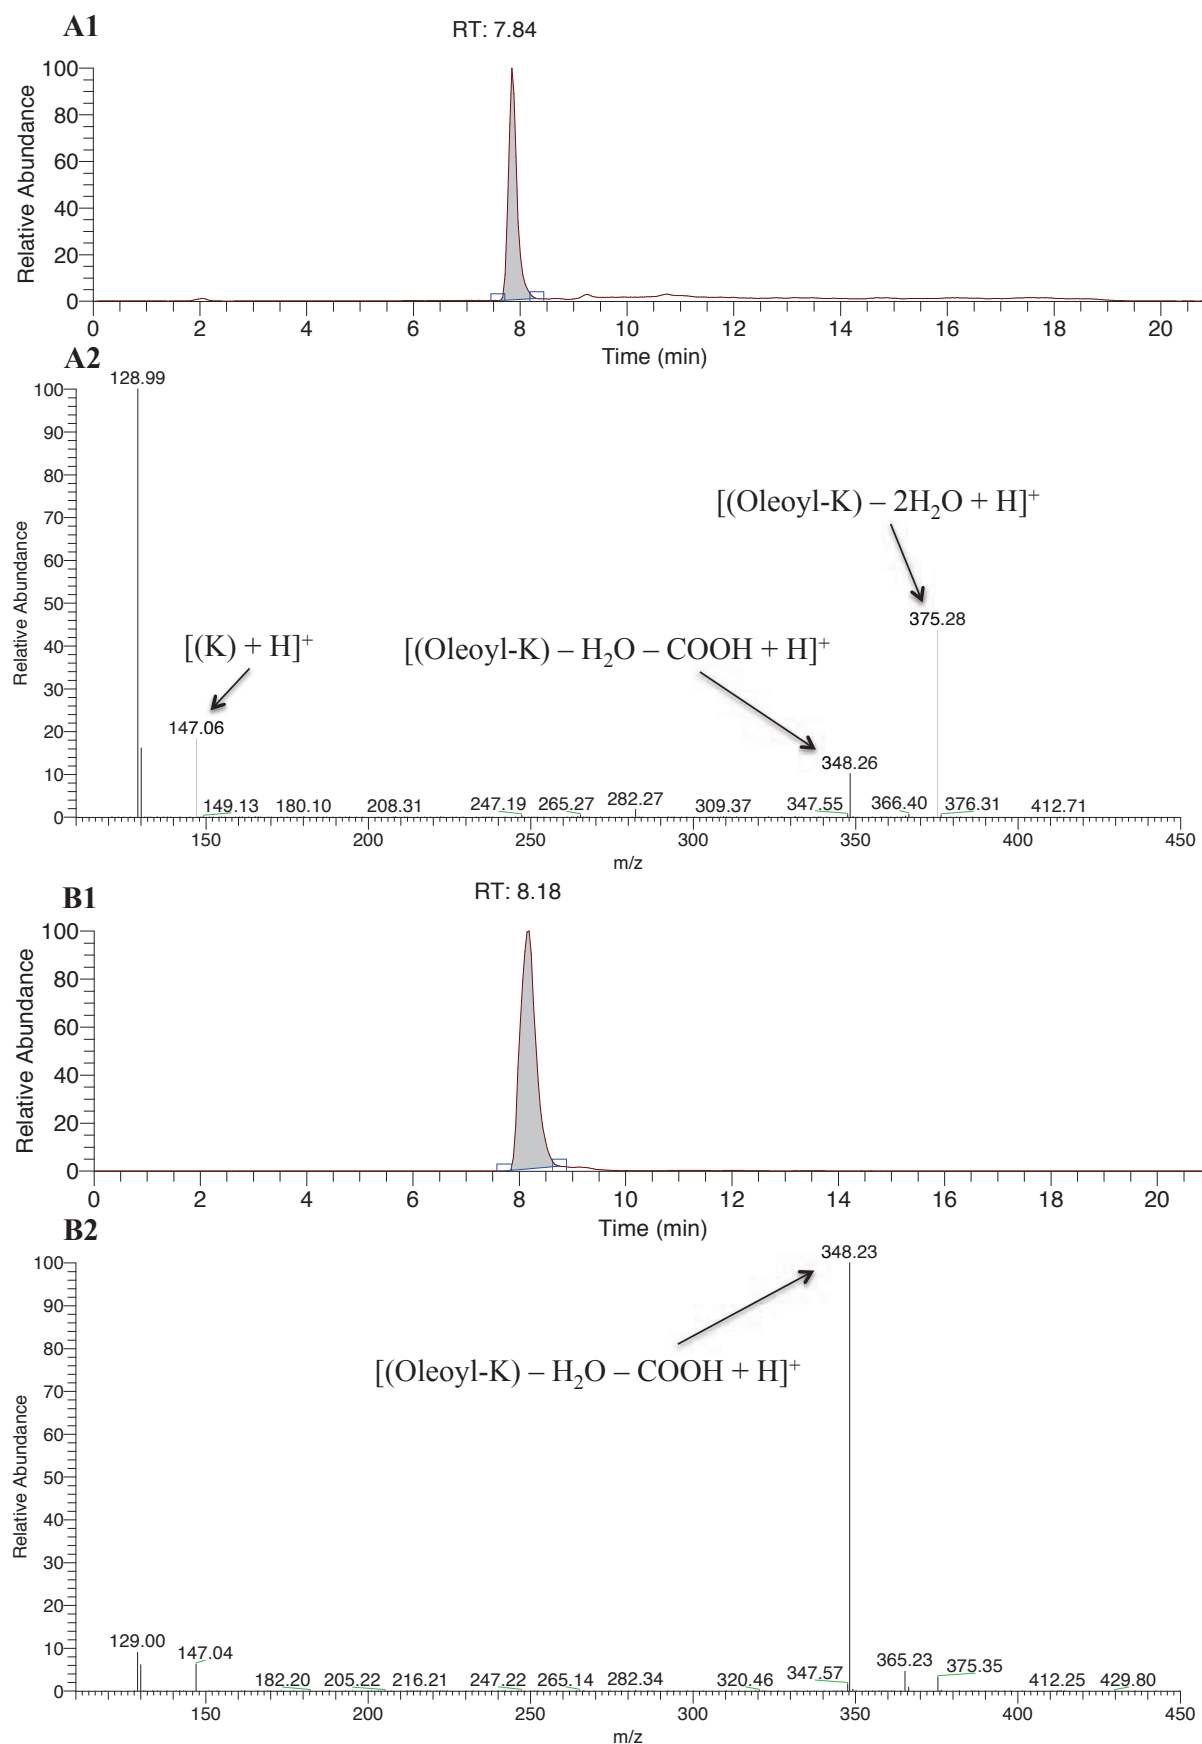 A1
RT: 7.84
100
80
60
40
20
0
Relative Abundance
0 2 4 6 8 10 12 14 16 18 20
Time (min)
A2
128.99
100
90
80
70
60
50
40
30
20
10
0
Relative Abundance
[(Oleoyl-K) – 2H₂O + H]⁺
375.28
[(K) + H]⁺
[(Oleoyl-K) – H₂O – COOH + H]⁺
147.06
348.26
149.13 180.10 208.31 247.19 265.27 282.27 309.37 347.55 366.40 376.31 412.71
150 200 250 300 350 400 450
m/z
B1
RT: 8.18
100
80
60
40
20
0
Relative Abundance
0 2 4 6 8 10 12 14 16 18 20
Time (min)
B2
348.23
100
90
80
70
60
50
40
30
20
10
0
Relative Abundance
[(Oleoyl-K) – H₂O – COOH + H]⁺
129.00
147.04
182.20 205.22 216.21 247.22 265.14 282.34 320.46 347.57 365.23 375.35 412.25 429.80
150 200 250 300 350 400 450
m/z